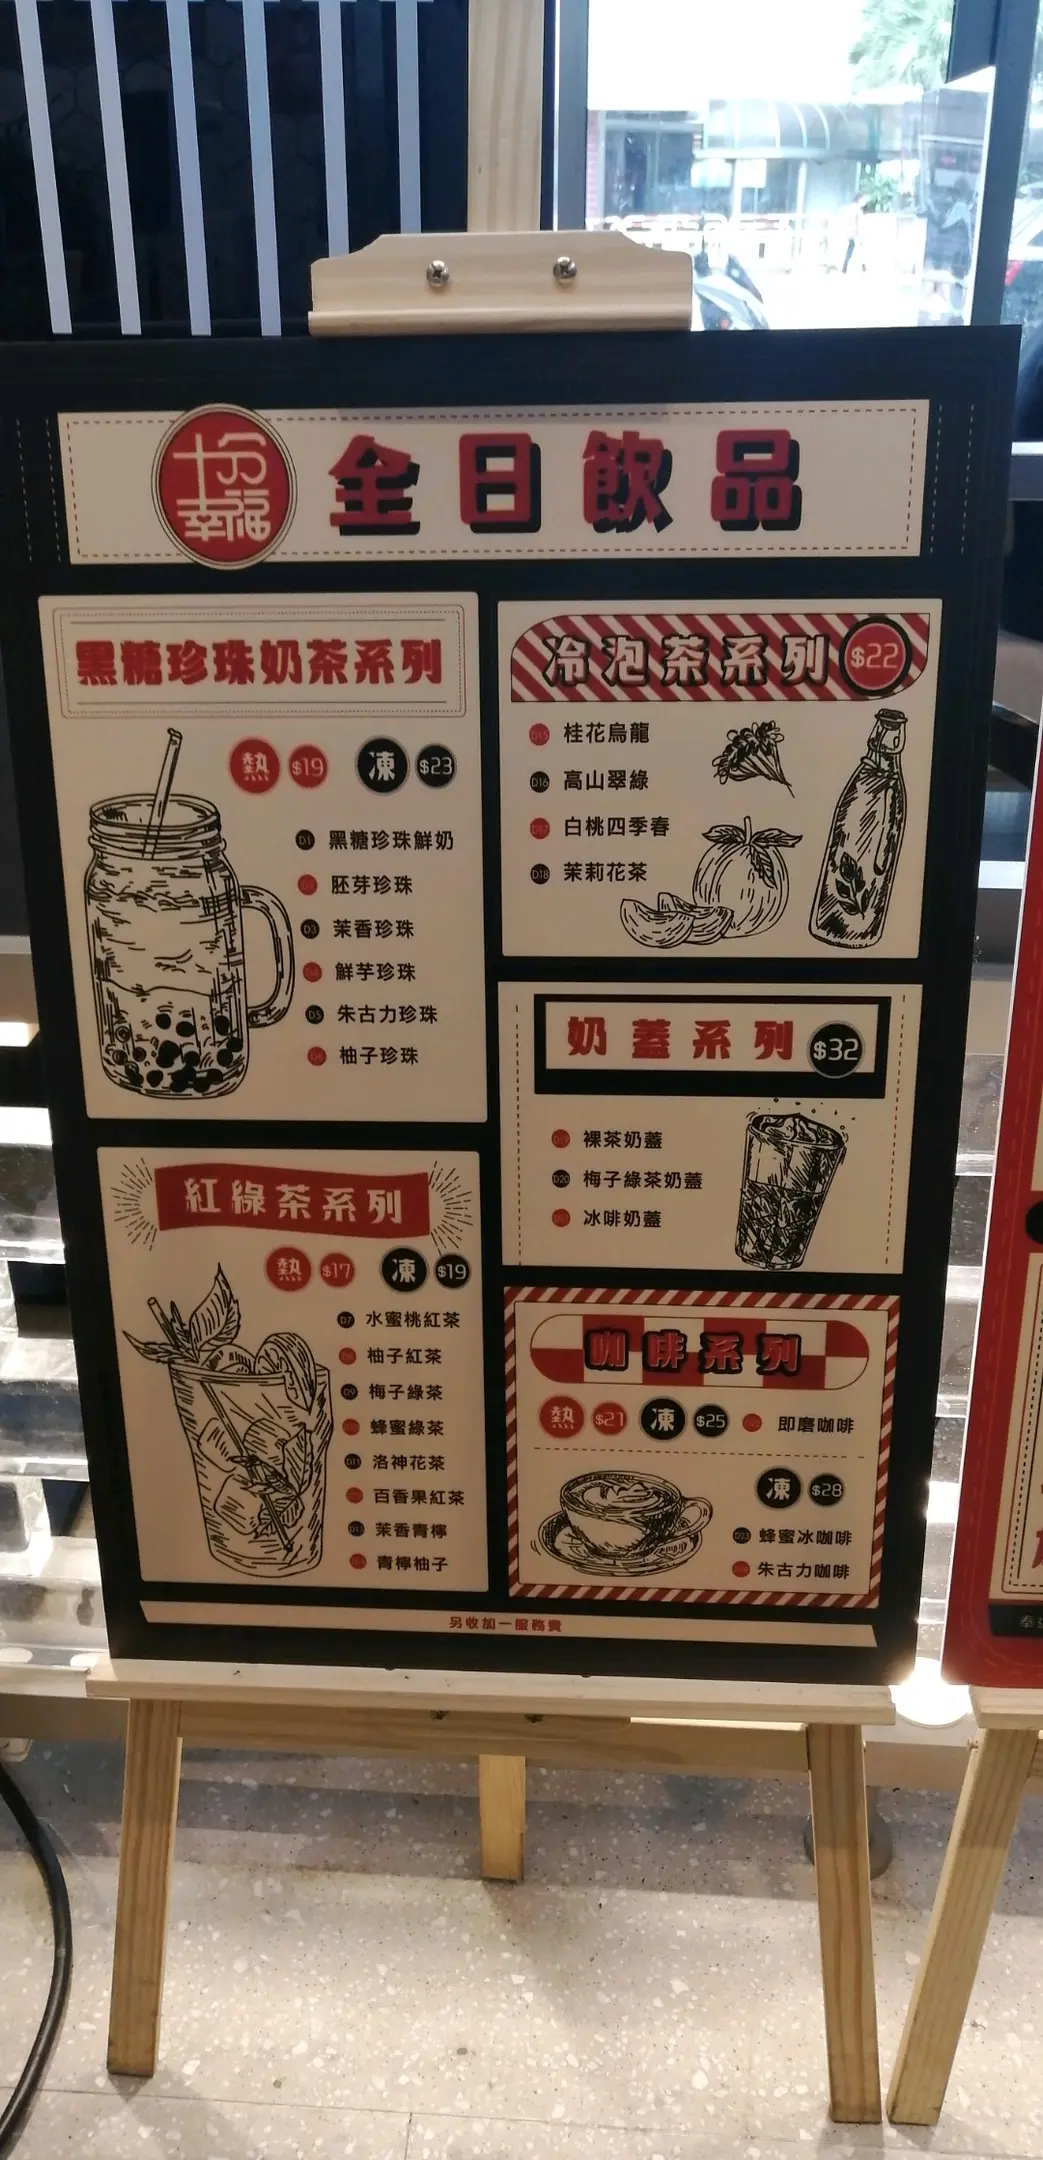 十分
幸福
全日飲品
黑糖珍珠奶茶系列
熱 $19 凍 $23
D1 黑糖珍珠鮮奶
胚芽珍珠
D3 茉香珍珠
鮮芋珍珠
D5 朱古力珍珠
D6 柚子珍珠
紅綠茶系列
熱 $17 凍 $19
D7 水蜜桃紅茶
柚子紅茶
D9 梅子綠茶
蜂蜜綠茶
D11 洛神花茶
百香果紅茶
D13 茉香青檸
青檸柚子
冷泡茶系列 $22
D15 桂花烏龍
D16 高山翠綠
D17 白桃四季春
D18 茉莉花茶
奶蓋系列 $32
裸茶奶蓋
D20 梅子綠茶奶蓋
冰啡奶蓋
咖啡系列
熱 $21 凍 $25 即磨咖啡
凍 $28
D23 蜂蜜冰咖啡
朱古力咖啡
另收加一服務費